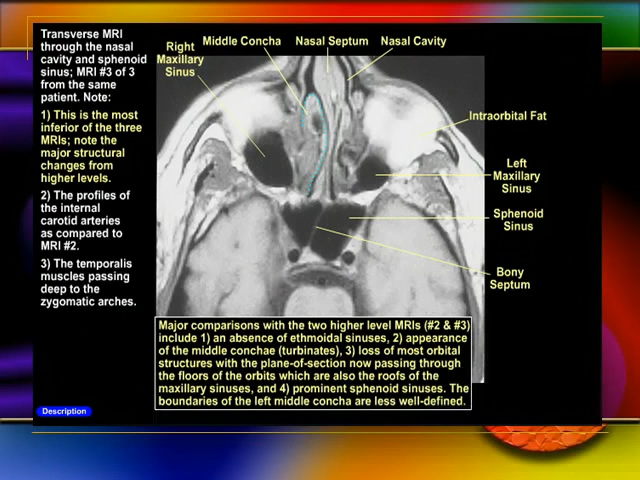 Transverse MRI
through the nasal
cavity and sphenoid
sinus; MRI #3 of 3
from the same
patient. Note:
1) This is the most
inferior of the three
MRIs; note the
major structural
changes from
higher levels.
2) The profiles of
the internal
carotid arteries
as compared to
MRI #2.
3) The temporalis
muscles passing
deep to the
zygomatic arches.
Description
Right
Maxillary
Sinus
Middle Concha
Nasal Septum
Nasal Cavity
Intraorbital Fat
Left
Maxillary
Sinus
Sphenoid
Sinus
Bony
Septum
Major comparisons with the two higher level MRIs (#2 & #3)
include 1) an absence of ethmoidal sinuses, 2) appearance
of the middle conchae (turbinates), 3) loss of most orbital
structures with the plane-of-section now passing through
the floors of the orbits which are also the roofs of the
maxillary sinuses, and 4) prominent sphenoid sinuses. The
boundaries of the left middle concha are less well-defined.